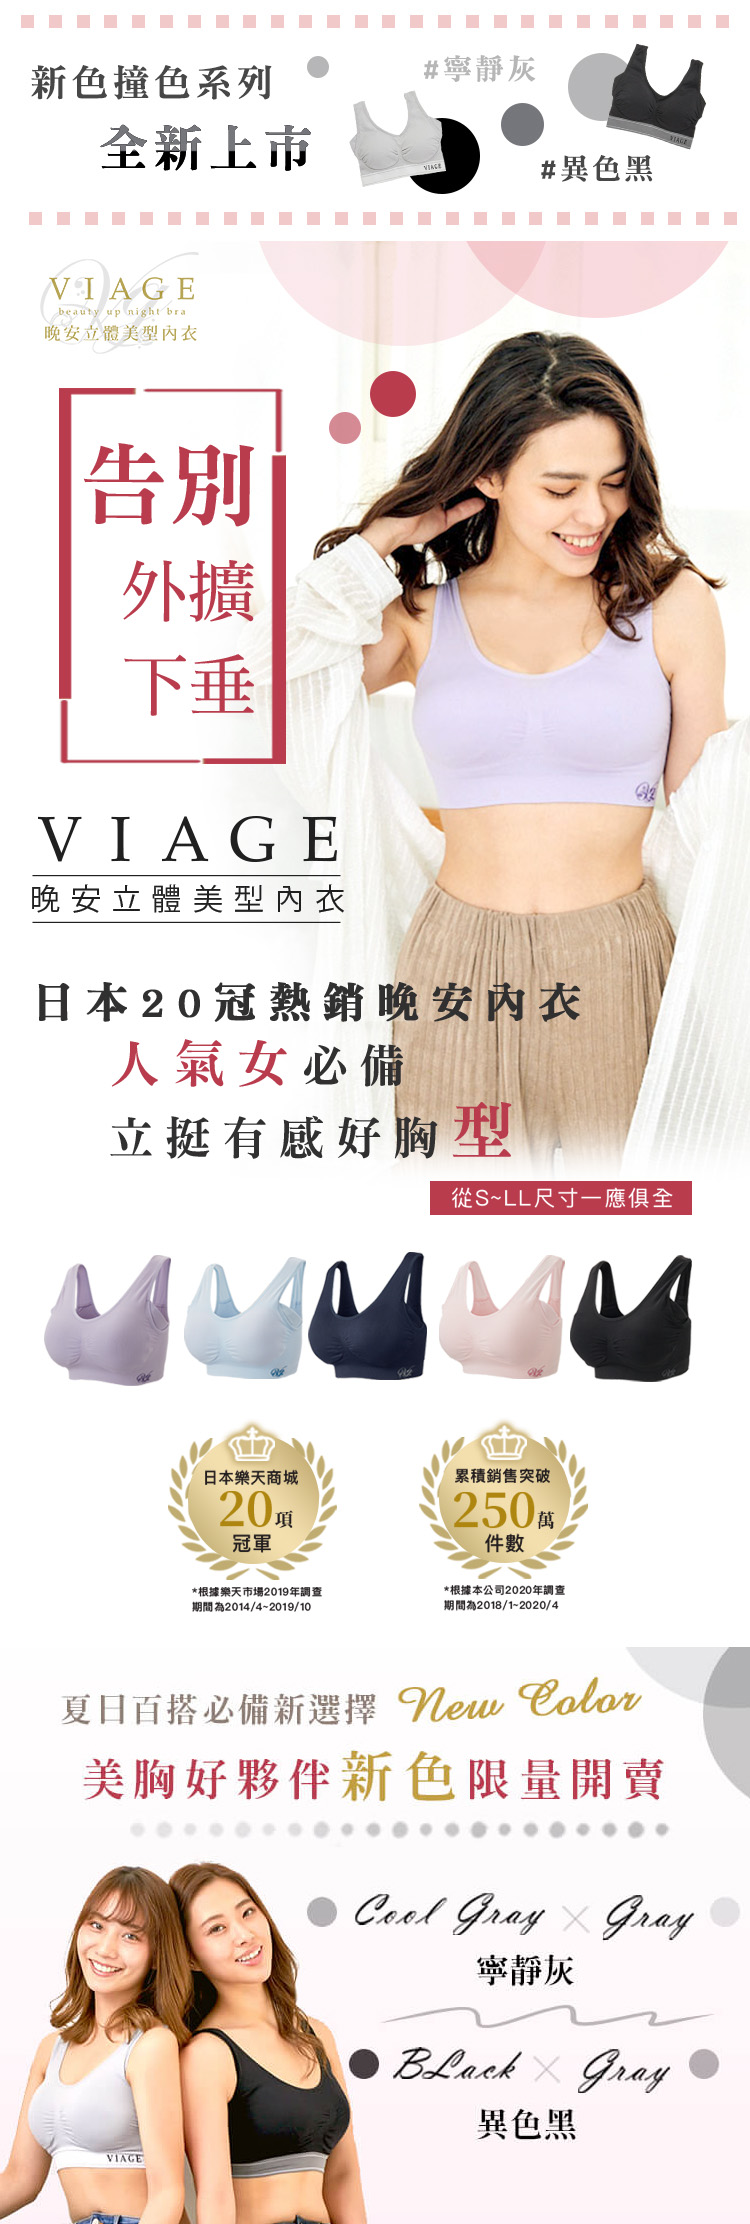 新色撞色系列
全新上市
#寧靜灰
#異色黑
VIAGE
VIAGE
VIAGE
beauty up night bra
晚安立體美型內衣
告別
外擴
下垂
VIAGE
晚安立體美型內衣
日本20冠熱銷晚安內衣
人氣女必備
立挺有感好胸型
從S~LL尺寸一應俱全
日本樂天商城
20項
冠軍
*根據樂天市場2019年調查
期間為2014/4~2019/10
累積銷售突破
250萬
件數
*根據本公司2020年調查
期間為2018/1~2020/4
夏日百搭必備新選擇 New Color
美胸好夥伴新色限量開賣
Cool Gray × Gray
寧靜灰
BLack × Gray
異色黑
VIAGE